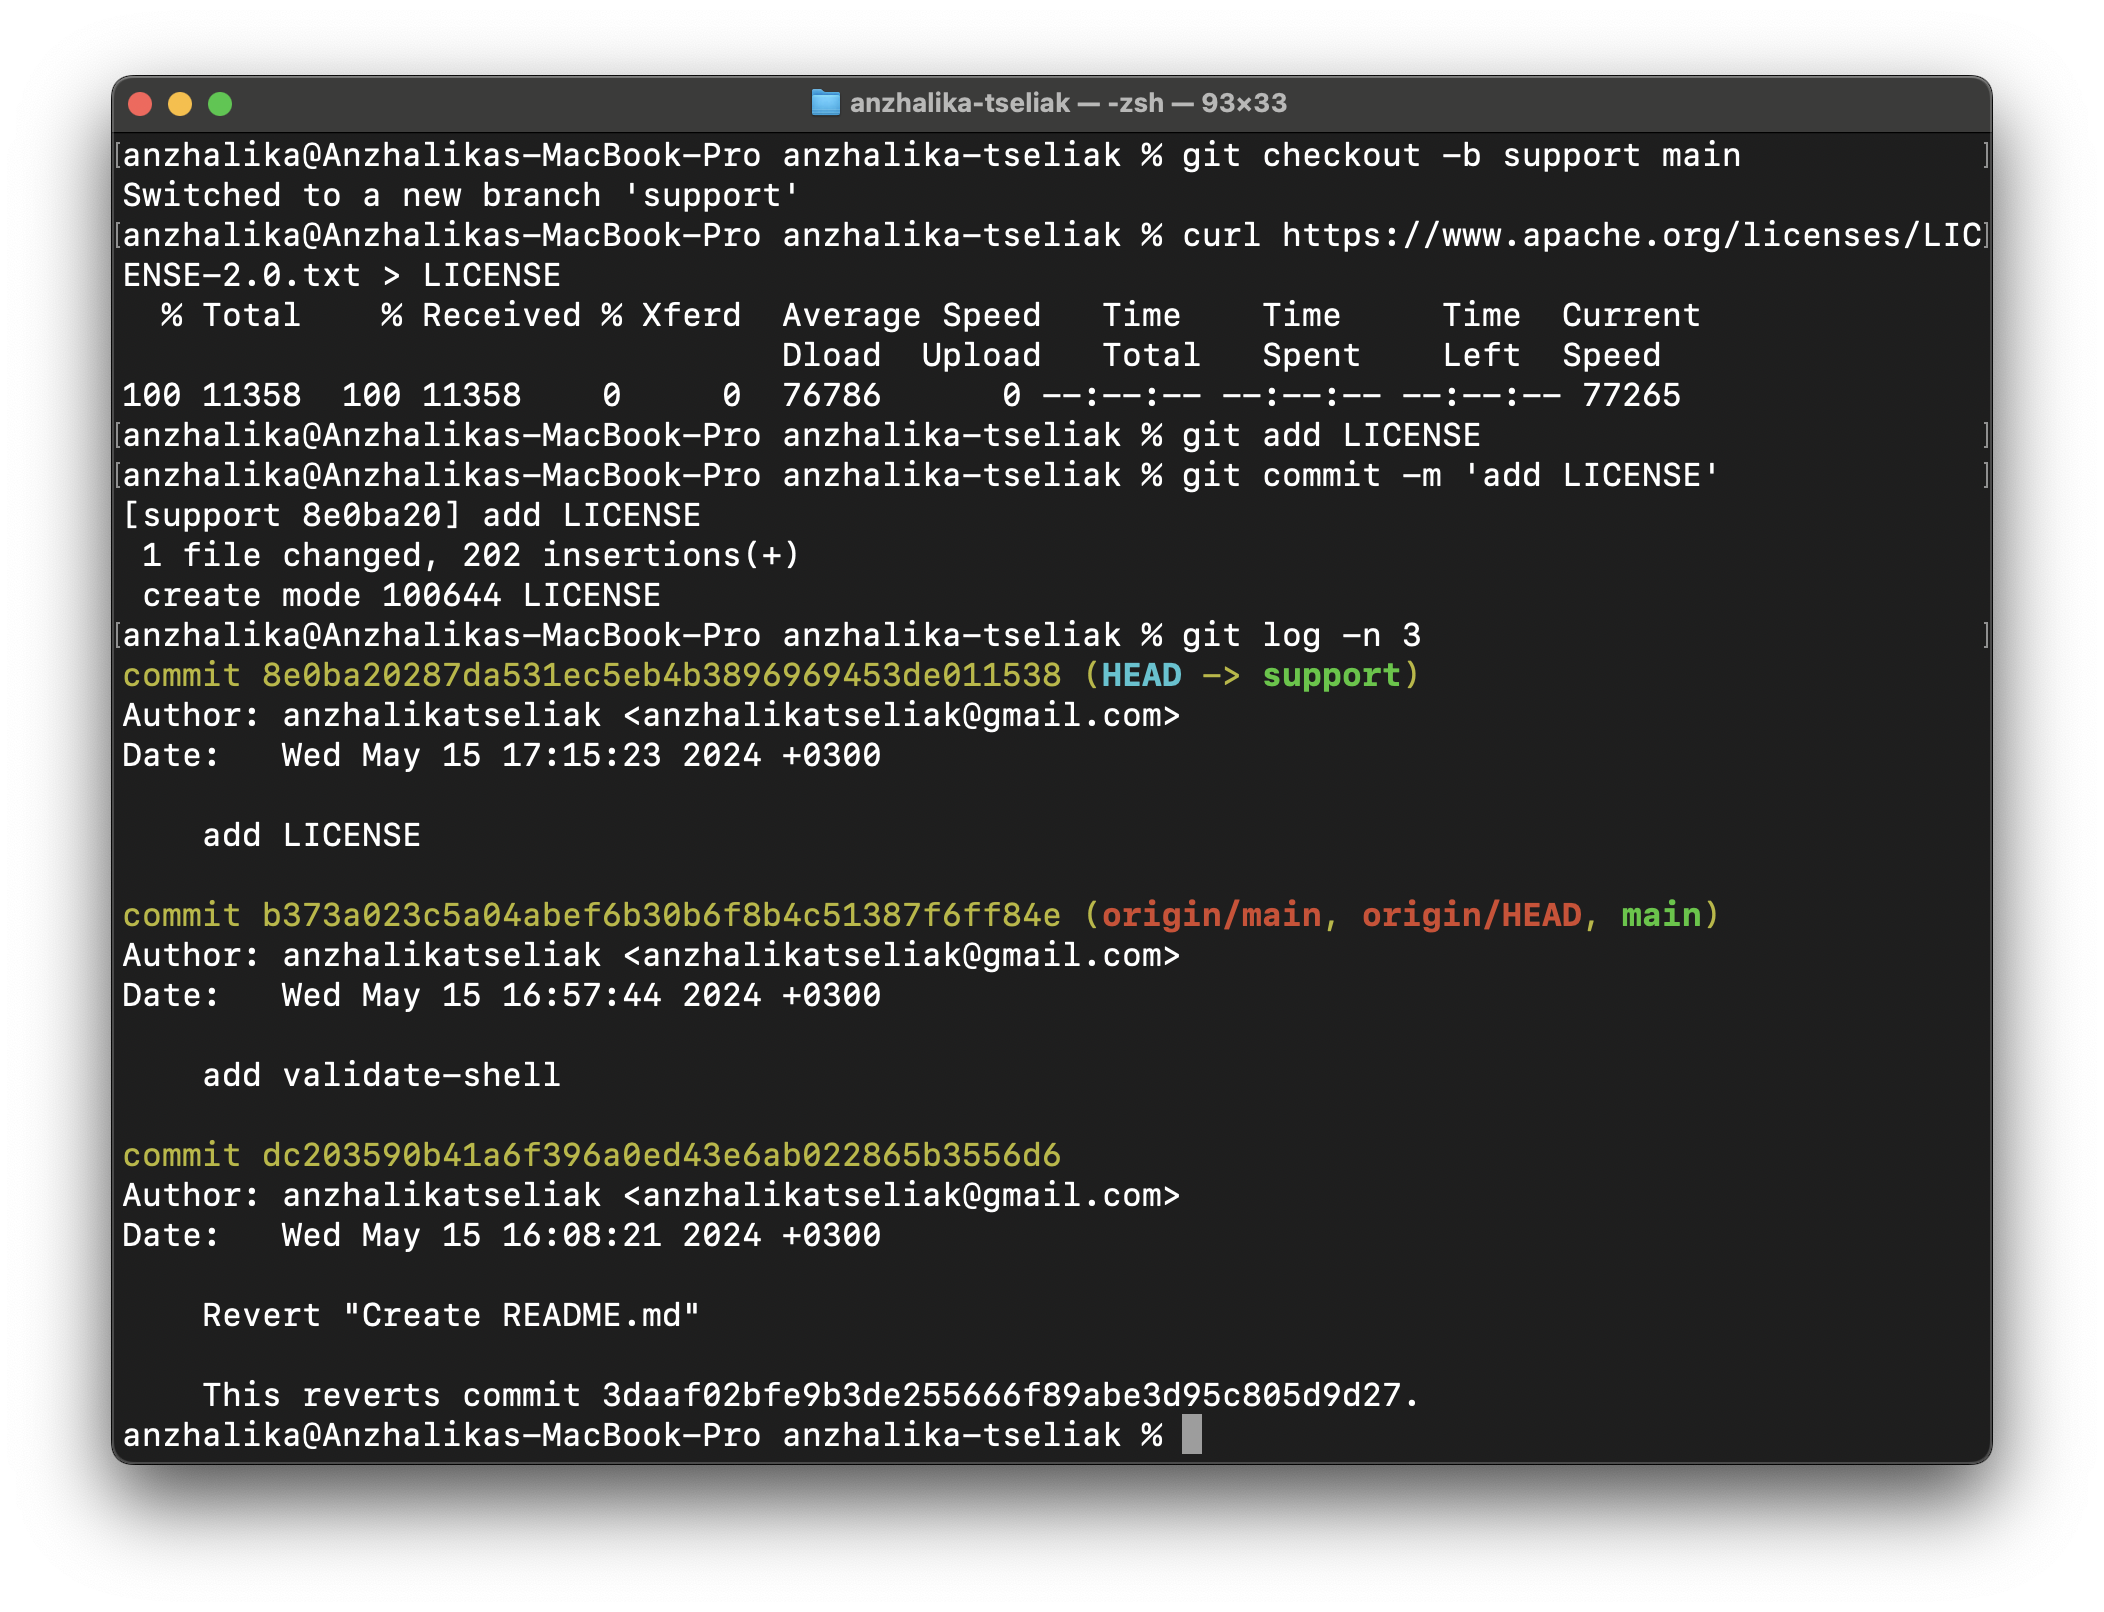 anzhalika-tseliak — -zsh — 93×33
[anzhalika@Anzhalikas-MacBook-Pro anzhalika-tseliak % git checkout -b support main ]
Switched to a new branch 'support'
[anzhalika@Anzhalikas-MacBook-Pro anzhalika-tseliak % curl https://www.apache.org/licenses/LIC]
ENSE-2.0.txt > LICENSE
  % Total    % Received % Xferd  Average Speed   Time    Time     Time  Current
                                 Dload  Upload   Total   Spent    Left  Speed
100 11358  100 11358    0     0  76786      0 --:--:-- --:--:-- --:--:-- 77265
[anzhalika@Anzhalikas-MacBook-Pro anzhalika-tseliak % git add LICENSE ]
[anzhalika@Anzhalikas-MacBook-Pro anzhalika-tseliak % git commit -m 'add LICENSE' ]
[support 8e0ba20] add LICENSE
 1 file changed, 202 insertions(+)
 create mode 100644 LICENSE
[anzhalika@Anzhalikas-MacBook-Pro anzhalika-tseliak % git log -n 3 ]
commit 8e0ba20287da531ec5eb4b3896969453de011538 (HEAD -> support)
Author: anzhalikatseliak <anzhalikatseliak@gmail.com>
Date:   Wed May 15 17:15:23 2024 +0300

    add LICENSE

commit b373a023c5a04abef6b30b6f8b4c51387f6ff84e (origin/main, origin/HEAD, main)
Author: anzhalikatseliak <anzhalikatseliak@gmail.com>
Date:   Wed May 15 16:57:44 2024 +0300

    add validate-shell

commit dc203590b41a6f396a0ed43e6ab022865b3556d6
Author: anzhalikatseliak <anzhalikatseliak@gmail.com>
Date:   Wed May 15 16:08:21 2024 +0300

    Revert "Create README.md"

    This reverts commit 3daaf02bfe9b3de255666f89abe3d95c805d9d27.
anzhalika@Anzhalikas-MacBook-Pro anzhalika-tseliak %